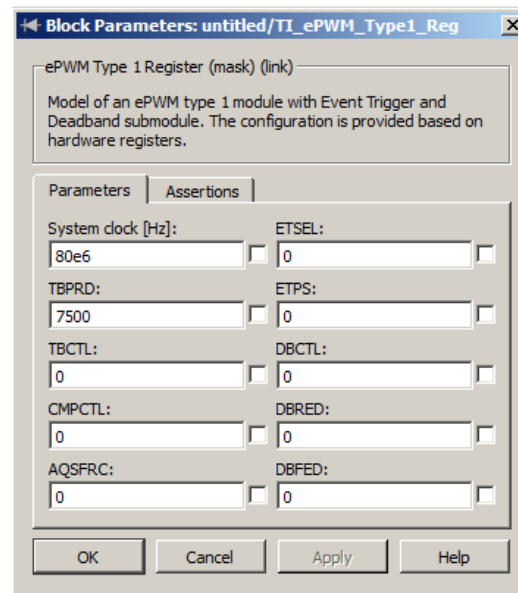 Block Parameters: untitled/TI_ePWM_Type1_Reg
ePWM Type 1 Register (mask) (link)
Model of an ePWM type 1 module with Event Trigger and
Deadband submodule. The configuration is provided based on
hardware registers.
Parameters Assertions
System clock [Hz]: ETSEL:
80e6 0
TBPRD: ETPS:
7500 0
TBCTL: DBCTL:
0 0
CMPCTL: DBRED:
0 0
AQSFRC: DBFED:
0 0
OK Cancel Apply Help